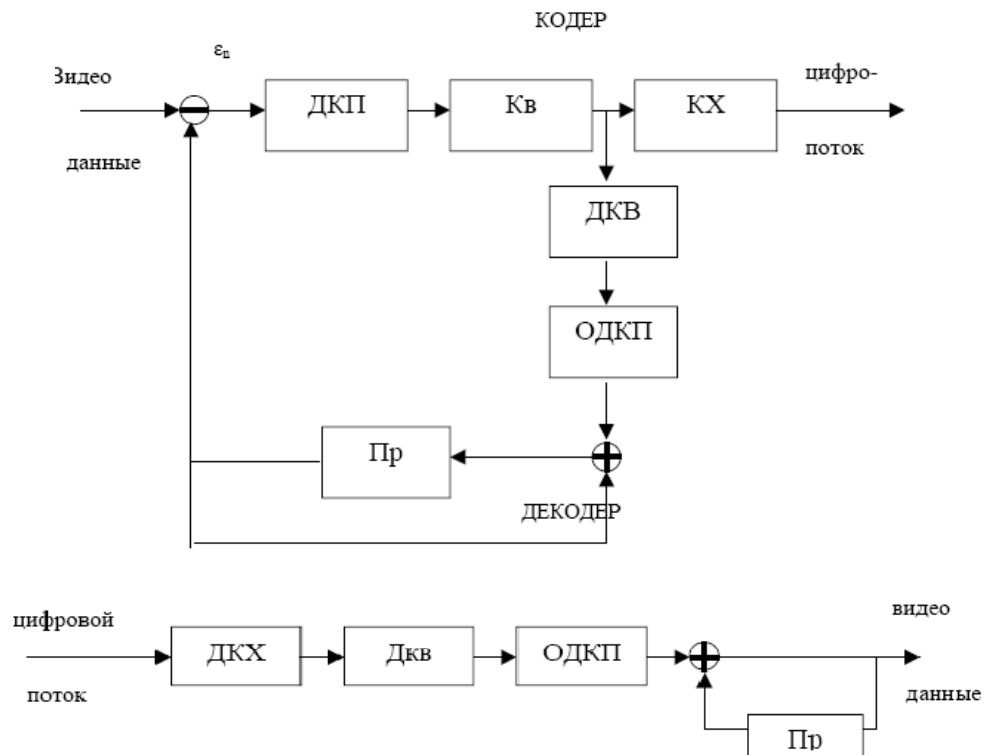 КОДЕР
εn
Видео
цифро-
ДКП
Кв
КХ
данные
поток
ДКВ
ОДКП
Пр
ДЕКОДЕР
цифровой
видео
ДКХ
Дкв
ОДКП
поток
данные
Пр